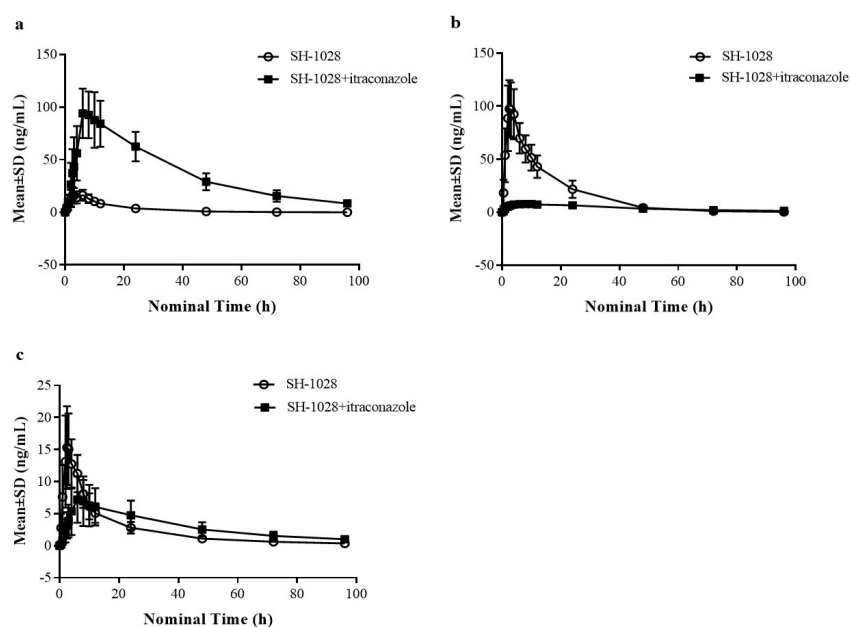 a
150
100
50
0
-50
Mean±SD (ng/mL)
0 20 40 60 80 100
Nominal Time (h)
SH-1028
SH-1028+itraconazole
b
150
100
50
0
-50
Mean±SD (ng/mL)
0 20 40 60 80 100
Nominal Time (h)
SH-1028
SH-1028+itraconazole
c
25
20
15
10
5
0
-5
Mean±SD (ng/mL)
0 20 40 60 80 100
Nominal Time (h)
SH-1028
SH-1028+itraconazole